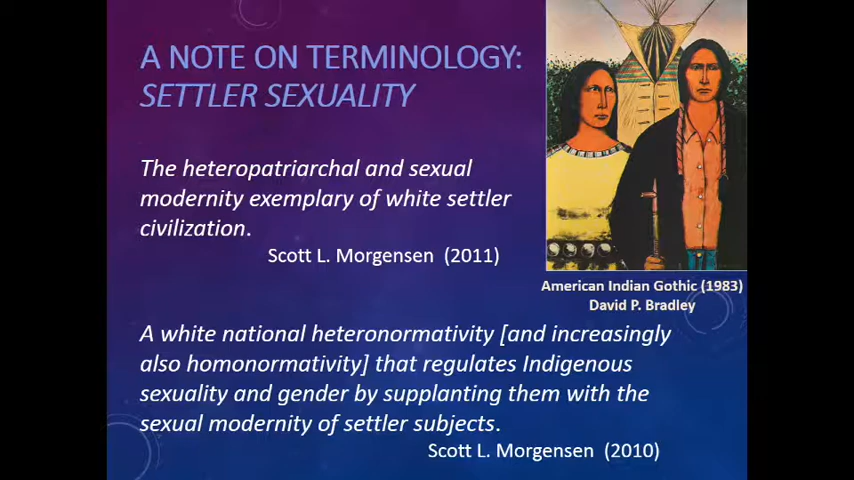 A NOTE ON TERMINOLOGY:
SETTLER SEXUALITY
The heteropatriarchal and sexual
modernity exemplary of white settler
civilization.
Scott L. Morgensen (2011)
American Indian Gothic (1983)
David P. Bradley
A white national heteronormativity [and increasingly
also homonormativity] that regulates Indigenous
sexuality and gender by supplanting them with the
sexual modernity of settler subjects.
Scott L. Morgensen (2010)